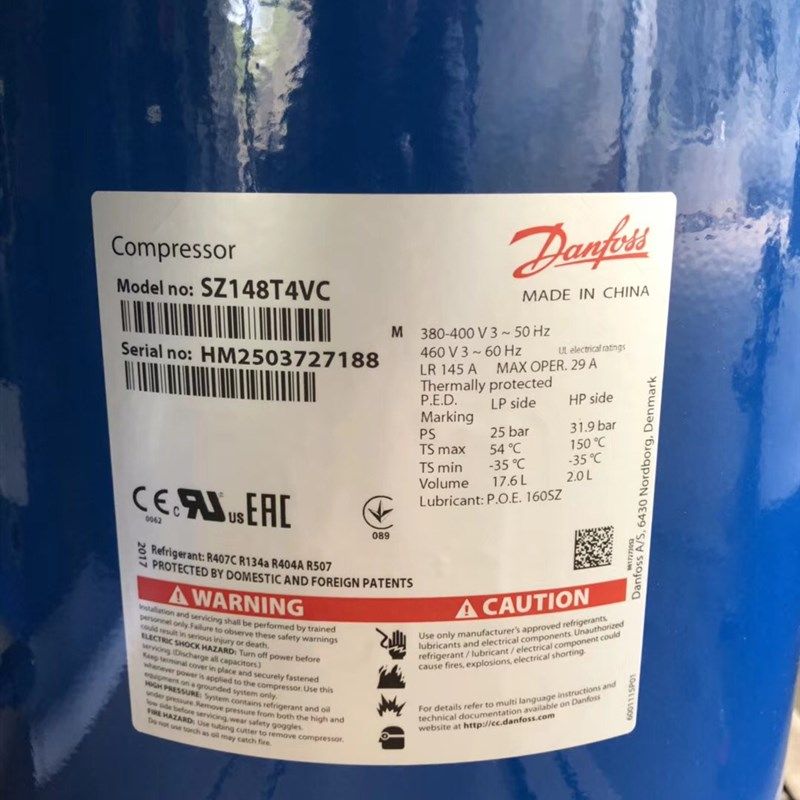 Compressor
Danfoss
MADE IN CHINA
Model no: SZ148T4VC
Serial no: HM2503727188
M 380-400 V 3 ~ 50 Hz
460 V 3 ~ 60 Hz UL electrical ratings
LR 145 A MAX OPER. 29 A
Thermally protected
P.E.D. LP side HP side
Marking
PS 25 bar 31.9 bar
TS max 54 °C 150 °C
TS min -35 °C -35 °C
Volume 17.6 L 2.0 L
Lubricant: P.O.E. 160SZ
CE c RU us EAC
0062
089
2017
Refrigerant: R407C R134a R404A R507
PROTECTED BY DOMESTIC AND FOREIGN PATENTS
Danfoss A/S, 6430 Nordborg, Denmark
WARNING
Installation and servicing shall be performed by trained
personnel only. Failure to observe these safety warnings
could result in serious injury or death.
ELECTRIC SHOCK HAZARD: Turn off power before
servicing. (Discharge all capacitors.)
Keep terminal cover in place and securely fastened
whenever power is applied to the compressor. Use this
equipment on a grounded system only.
HIGH PRESSURE: System contains refrigerant and oil
under pressure. Remove pressure from both the high and
low side before servicing, wear safety goggles.
FIRE HAZARD: Use tubing cutter to remove compressor.
Do not use torch as oil may catch fire.
CAUTION
Use only manufacturer's approved refrigerants,
lubricants and electrical components. Unauthorized
refrigerant / lubricant / electrical component could
cause fires, explosions, electrical shorting.
For details refer to multi language instructions and
technical documentation available on Danfoss
website at http://cc.danfoss.com
6001115P01